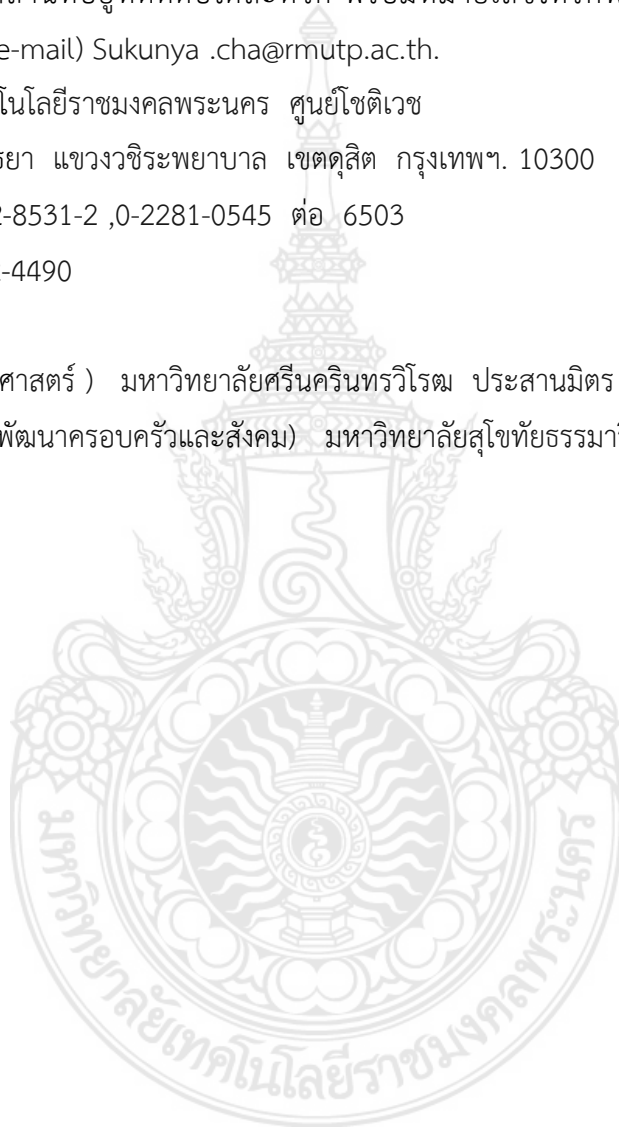 e-mail) Sukunya .cha@rmutp.ac.th.
โนโลยีราชมงคลพระนคร ศูนย์โชติเวช
ธยา แขวงวชิระพยาบาล เขตดุสิต กรุงเทพฯ. 10300
-8531-2 ,0-2281-0545 ต่อ 6503
-4490
ศาสตร์ ) มหาวิทยาลัยศรีนครินทรวิโรฒ ประสานมิตร
พัฒนาครอบครัวและสังคม) มหาวิทยาลัยสุโขทัยธรรมา
มหาวิทยาลัยเทคโนโลยีราชมงคลพระนคร